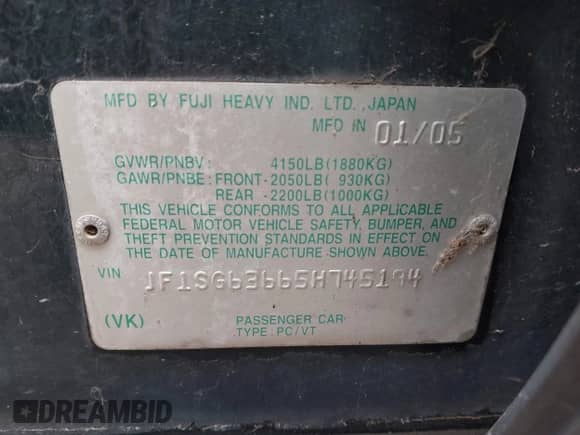 MFD BY FUJI HEAVY IND. LTD., JAPAN
MFD IN 01/05
GVWR/PNBV: 4150LB(1880KG)
GAWR/PNBE: FRONT-2050LB( 930KG)
REAR -2200LB(1000KG)
THIS VEHICLE CONFORMS TO ALL APPLICABLE
FEDERAL MOTOR VEHICLE SAFETY, BUMPER, AND
THEFT PREVENTION STANDARDS IN EFFECT ON
THE DATE OF MANUFACTURE SHOWN ABOVE.
VIN JF1SG63665H745194
(VK) PASSENGER CAR
TYPE:PC/VT
DREAMBID